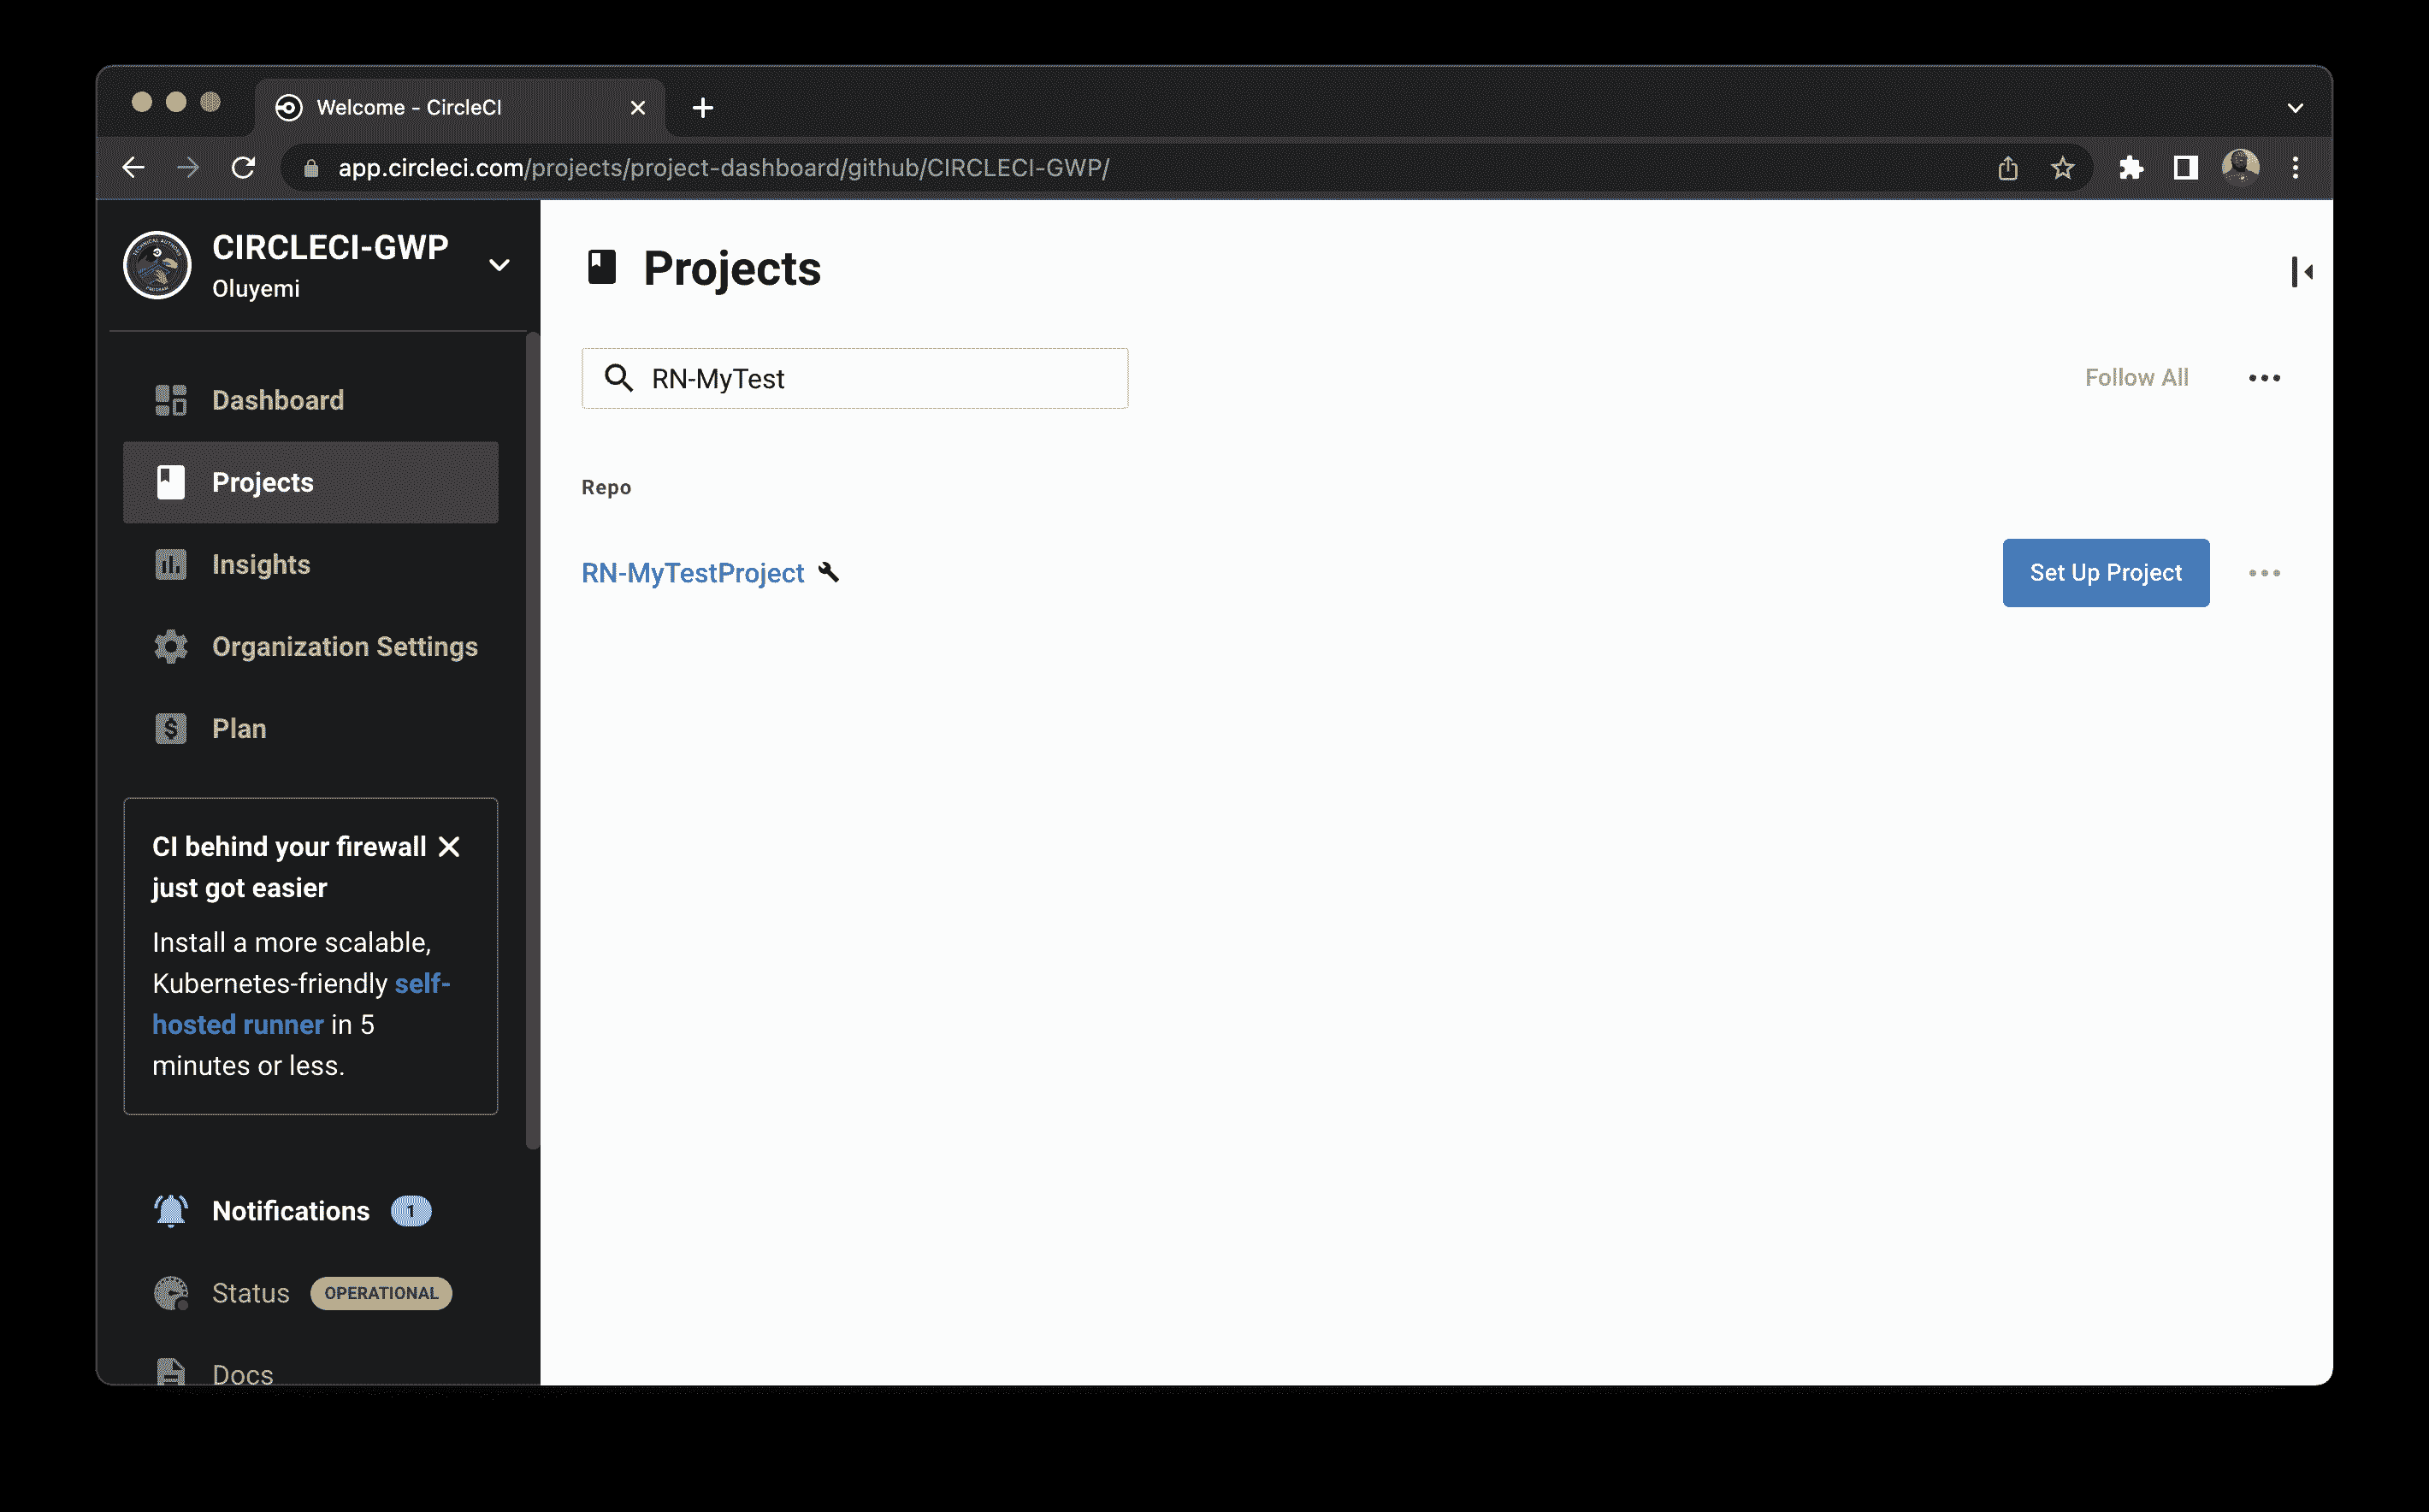 Welcome - CircleCI
app.circleci.com/projects/project-dashboard/github/CIRCLECI-GWP/
CIRCLECI-GWP
Oluyemi
Dashboard
Projects
Insights
Organization Settings
Plan
CI behind your firewall
just got easier
Install a more scalable,
Kubernetes-friendly self-
hosted runner in 5
minutes or less.
Notifications 1
Status OPERATIONAL
Docs
Projects
RN-MyTest
Follow All
Repo
RN-MyTestProject
Set Up Project